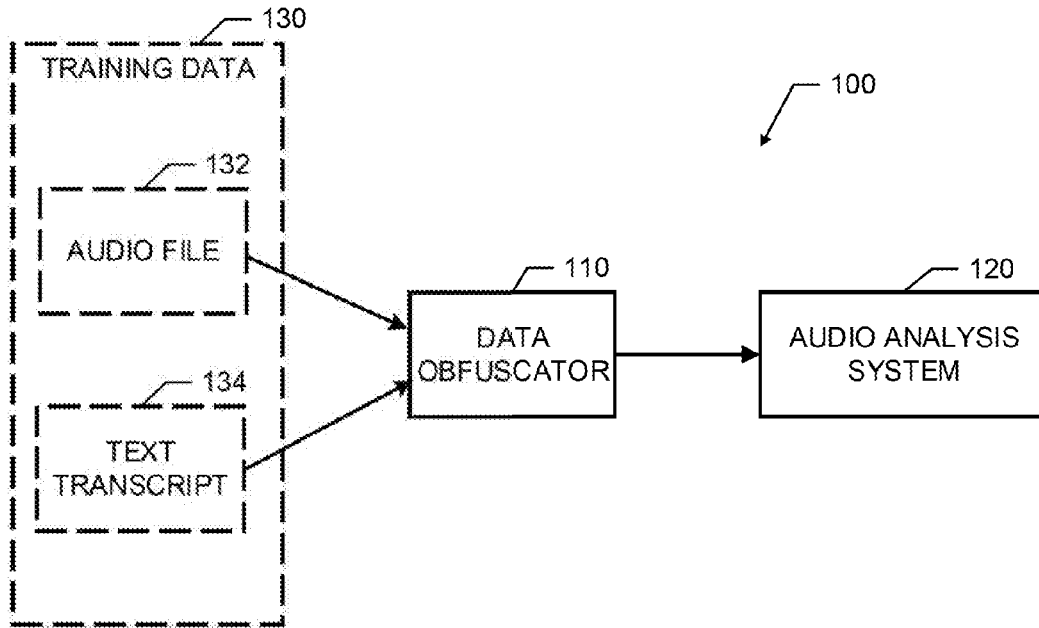 130
TRAINING DATA
100
132
AUDIO FILE
110
DATA
OBFUSCATOR
120
AUDIO ANALYSIS
SYSTEM
134
TEXT
TRANSCRIPT